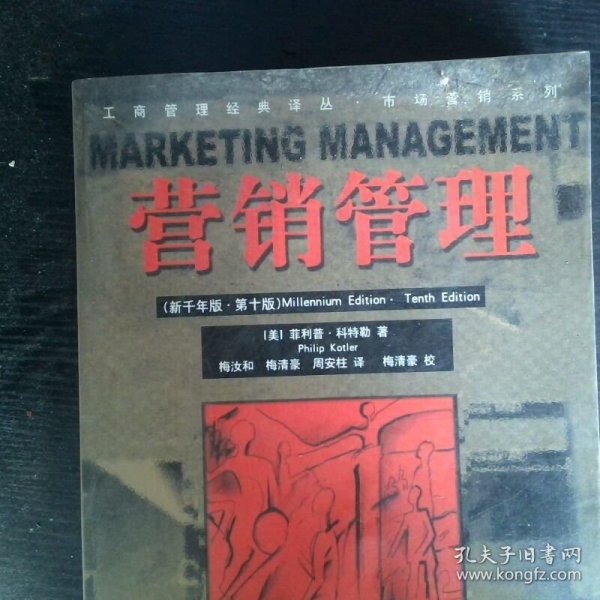 工商管理经典译丛·市场营销系列
MARKETING MANAGEMENT
营销管理
(新千年版·第十版)Millennium Edition· Tenth Edition
[美] 菲利普·科特勒 著
Philip Kotler
梅汝和 梅清豪 周安柱 译 梅清豪 校
孔夫子旧书网
www.kongfz.com